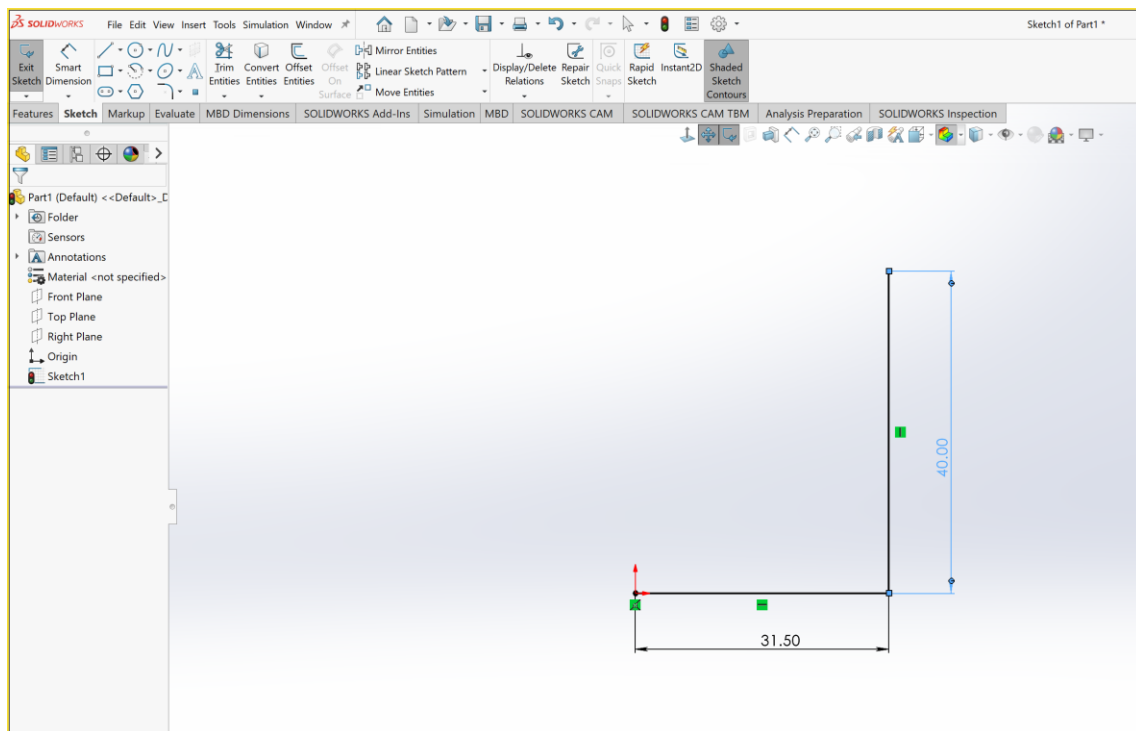 SOLIDWORKS File Edit View Insert Tools Simulation Window Sketch1 of Part1 *
Exit Sketch
Smart Dimension
Trim Entities
Convert Entities
Offset Entities
Offset On Surface
Mirror Entities
Linear Sketch Pattern
Move Entities
Display/Delete Relations
Repair Sketch
Quick Snaps
Rapid Sketch
Instant2D
Shaded Sketch Contours
Features Sketch Markup Evaluate MBD Dimensions SOLIDWORKS Add-Ins Simulation MBD SOLIDWORKS CAM SOLIDWORKS CAM TBM Analysis Preparation SOLIDWORKS Inspection
Part1 (Default) <<Default>_D
Folder
Sensors
Annotations
Material <not specified>
Front Plane
Top Plane
Right Plane
Origin
Sketch1
40.00
31.50